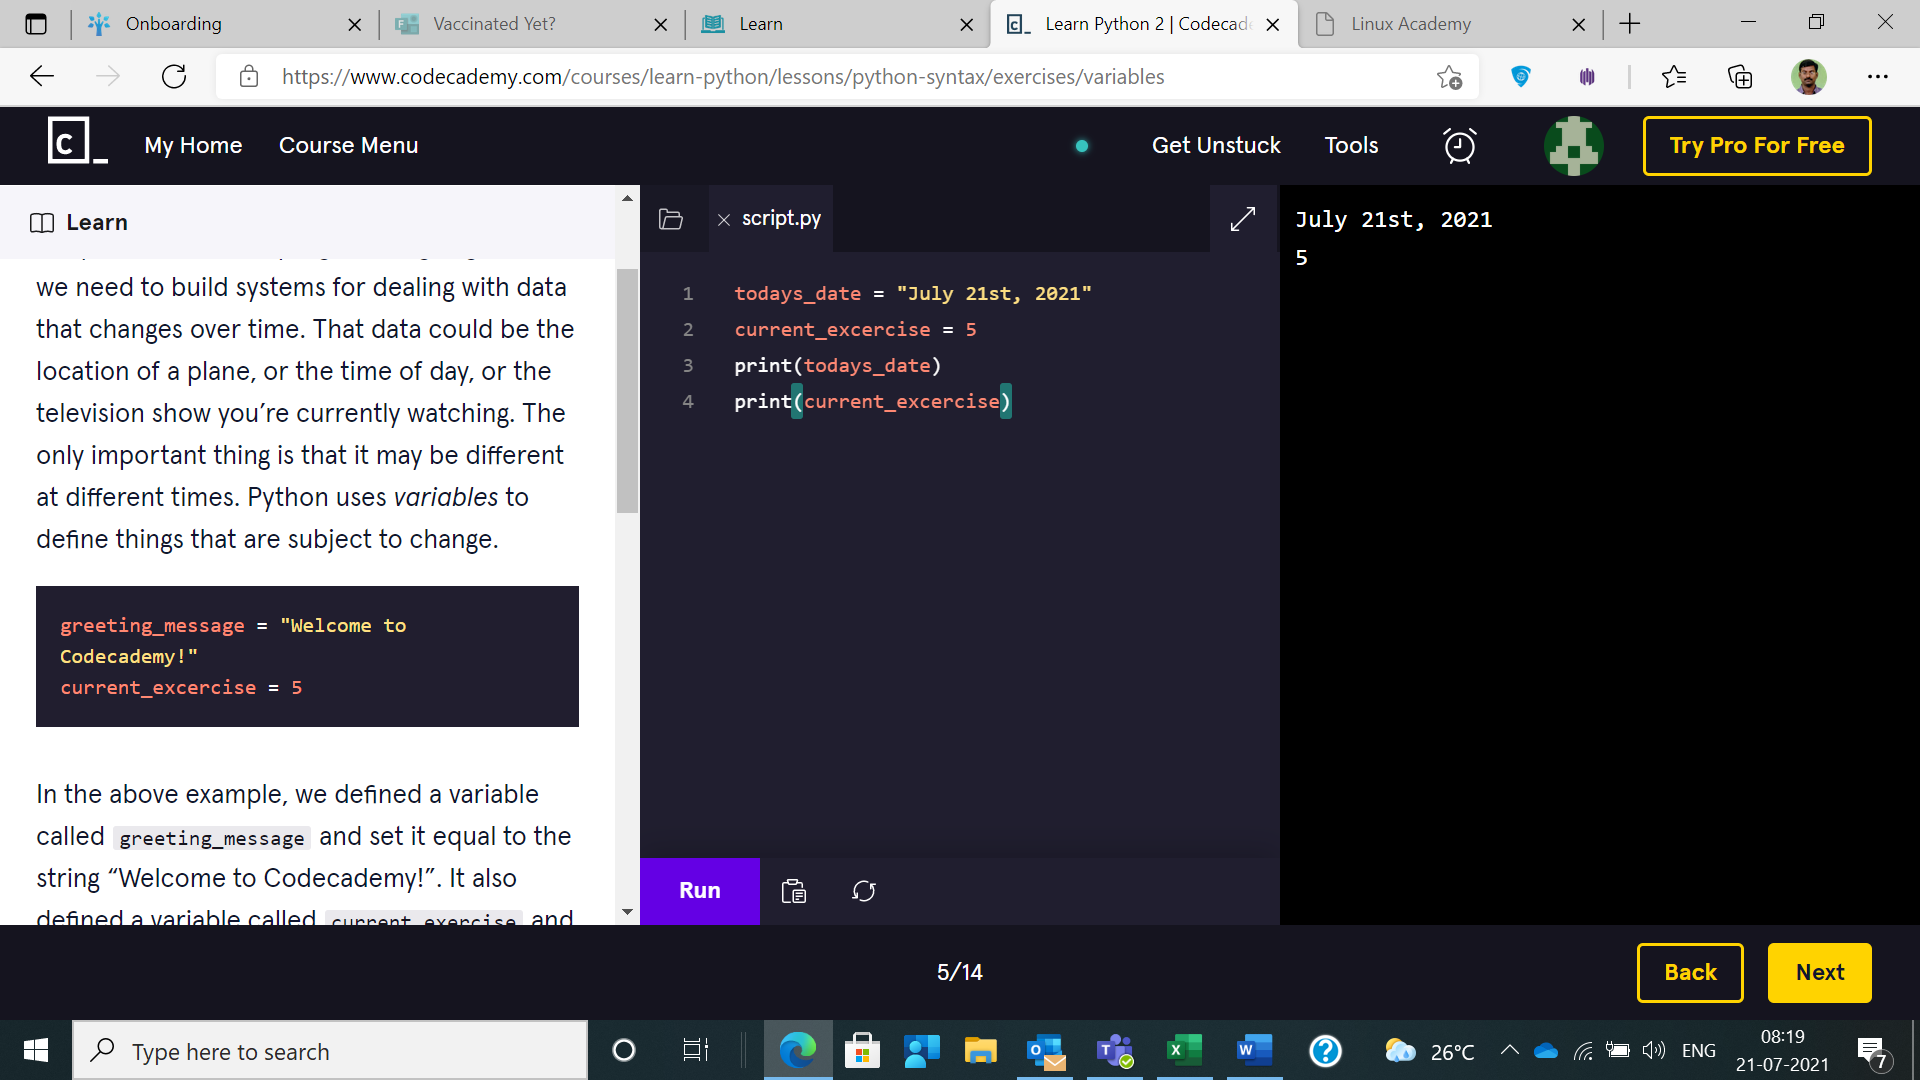 Onboarding
Vaccinated Yet?
Learn
Learn Python 2 | Codecad
Linux Academy
https://www.codecademy.com/courses/learn-python/lessons/python-syntax/exercises/variables
C_
My Home
Course Menu
Get Unstuck
Tools
Try Pro For Free
Learn
we need to build systems for dealing with data
that changes over time. That data could be the
location of a plane, or the time of day, or the
television show you’re currently watching. The
only important thing is that it may be different
at different times. Python uses variables to
define things that are subject to change.
greeting_message = "Welcome to
Codecademy!"
current_excercise = 5
In the above example, we defined a variable
called greeting_message and set it equal to the
string “Welcome to Codecademy!”. It also
defined a variable called current_exercise and
script.py
1 todays_date = "July 21st, 2021"
2 current_excercise = 5
3 print(todays_date)
4 print(current_excercise)
Run
July 21st, 2021
5
5/14
Back
Next
Type here to search
26°C
ENG
08:19
21-07-2021
7